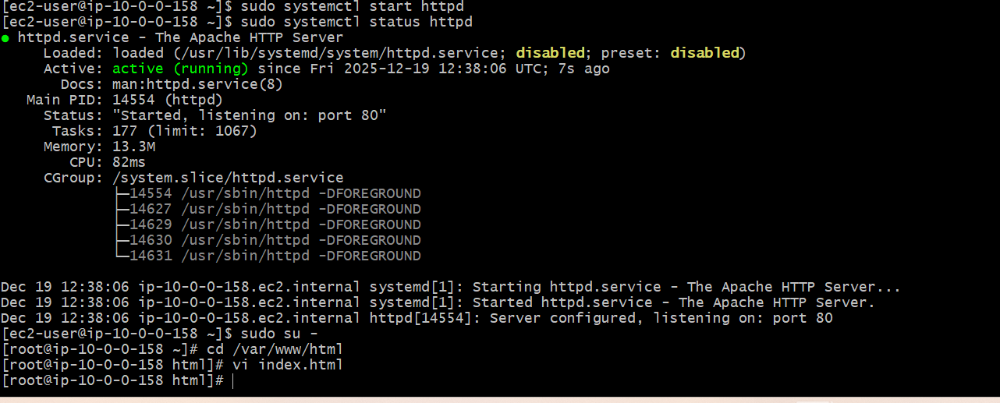 [ec2-user@ip-10-0-0-158 ~]$ sudo systemctl start httpd
[ec2-user@ip-10-0-0-158 ~]$ sudo systemctl status httpd
● httpd.service - The Apache HTTP Server
     Loaded: loaded (/usr/lib/systemd/system/httpd.service; disabled; preset: disabled)
     Active: active (running) since Fri 2025-12-19 12:38:06 UTC; 7s ago
       Docs: man:httpd.service(8)
   Main PID: 14554 (httpd)
     Status: "Started, listening on: port 80"
      Tasks: 177 (limit: 1067)
     Memory: 13.3M
        CPU: 82ms
     CGroup: /system.slice/httpd.service
             ├─14554 /usr/sbin/httpd -DFOREGROUND
             ├─14627 /usr/sbin/httpd -DFOREGROUND
             ├─14629 /usr/sbin/httpd -DFOREGROUND
             ├─14630 /usr/sbin/httpd -DFOREGROUND
             └─14631 /usr/sbin/httpd -DFOREGROUND

Dec 19 12:38:06 ip-10-0-0-158.ec2.internal systemd[1]: Starting httpd.service - The Apache HTTP Server...
Dec 19 12:38:06 ip-10-0-0-158.ec2.internal systemd[1]: Started httpd.service - The Apache HTTP Server.
Dec 19 12:38:06 ip-10-0-0-158.ec2.internal httpd[14554]: Server configured, listening on: port 80
[ec2-user@ip-10-0-0-158 ~]$ sudo su -
[root@ip-10-0-0-158 ~]# cd /var/www/html
[root@ip-10-0-0-158 html]# vi index.html
[root@ip-10-0-0-158 html]#